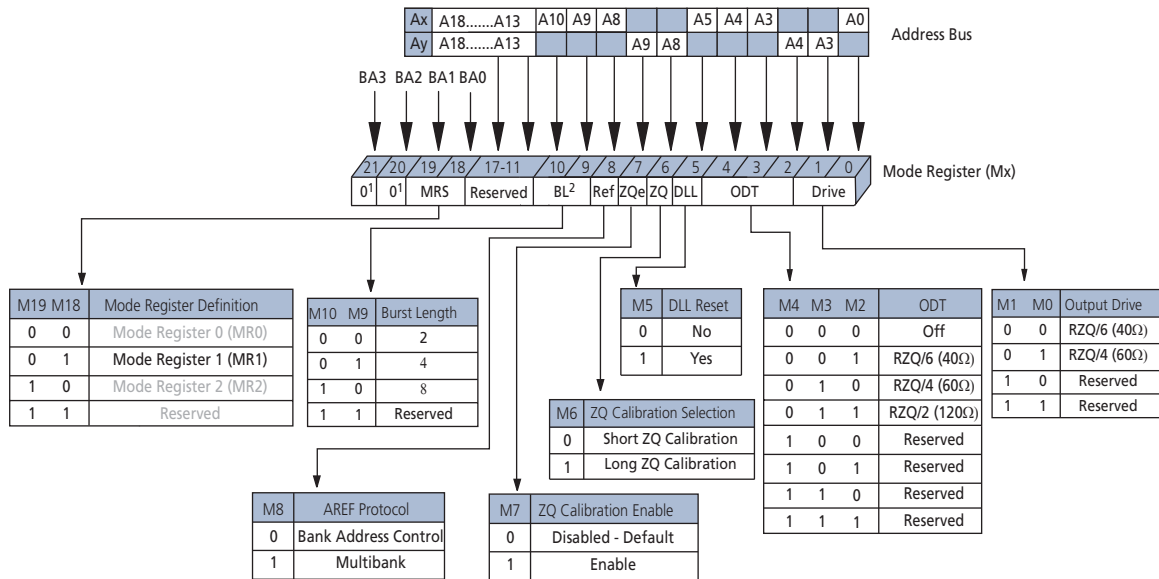 Ax A18.......A13 A10 A9 A8 A5 A4 A3 A0
Ay A18.......A13 A9 A8 A4 A3
Address Bus
BA3 BA2 BA1 BA0
21 20 19 18 17-11 10 9 8 7 6 5 4 3 2 1 0
Mode Register (Mx)
0¹ 0¹ MRS Reserved BL² Ref ZQe ZQ DLL ODT Drive
M19 M18 Mode Register Definition
0 0 Mode Register 0 (MR0)
0 1 Mode Register 1 (MR1)
1 0 Mode Register 2 (MR2)
1 1 Reserved
M10 M9 Burst Length
0 0 2
0 1 4
1 0 8
1 1 Reserved
M5 DLL Reset
0 No
1 Yes
M4 M3 M2 ODT
0 0 0 Off
0 0 1 RZQ/6 (40Ω)
0 1 0 RZQ/4 (60Ω)
0 1 1 RZQ/2 (120Ω)
1 0 0 Reserved
1 0 1 Reserved
1 1 0 Reserved
1 1 1 Reserved
M1 M0 Output Drive
0 0 RZQ/6 (40Ω)
0 1 RZQ/4 (60Ω)
1 0 Reserved
1 1 Reserved
M6 ZQ Calibration Selection
0 Short ZQ Calibration
1 Long ZQ Calibration
M8 AREF Protocol
0 Bank Address Control
1 Multibank
M7 ZQ Calibration Enable
0 Disabled - Default
1 Enable